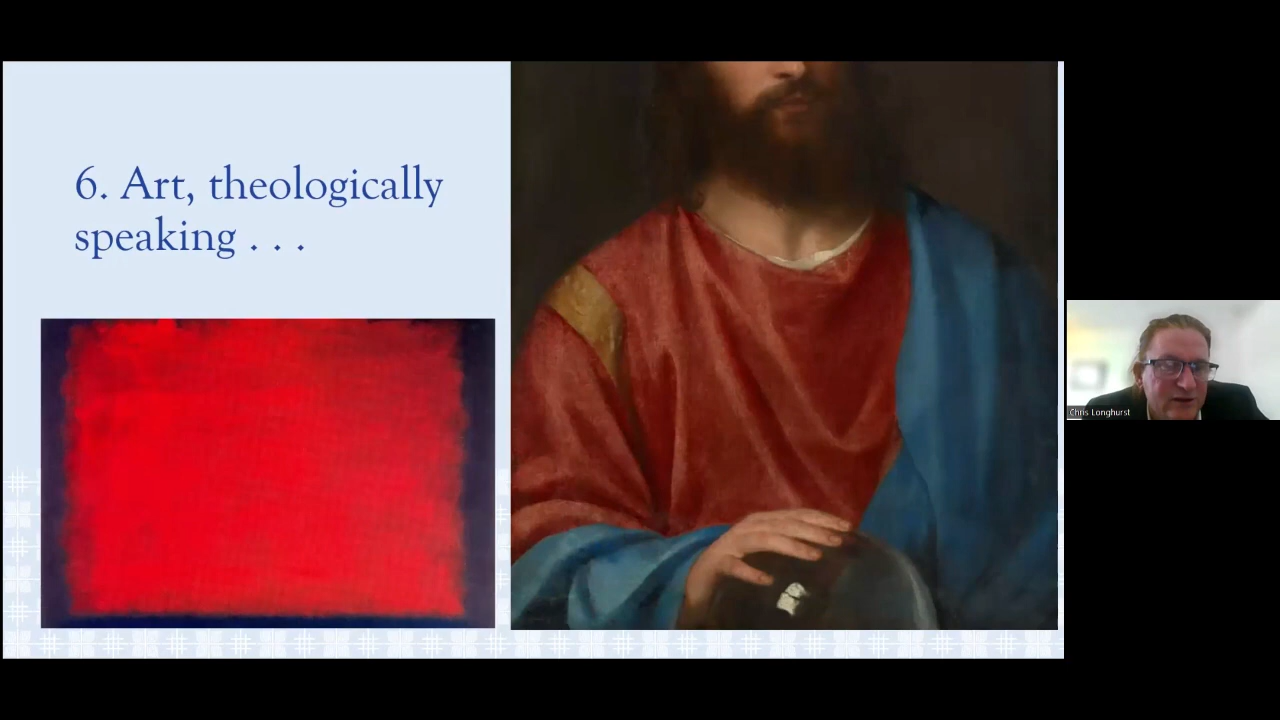 6. Art, theologically
speaking . . .
Chris Longhurst